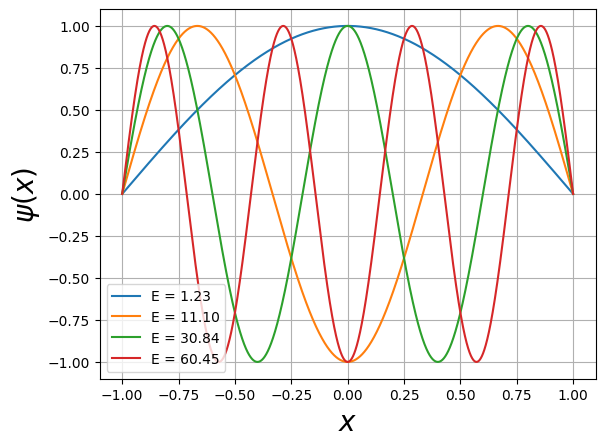 1.00
0.75
0.50
0.25
0.00
−0.25
−0.50
−0.75
−1.00
ψ(x)
E = 1.23
E = 11.10
E = 30.84
E = 60.45
−1.00 −0.75 −0.50 −0.25 0.00 0.25 0.50 0.75 1.00
x